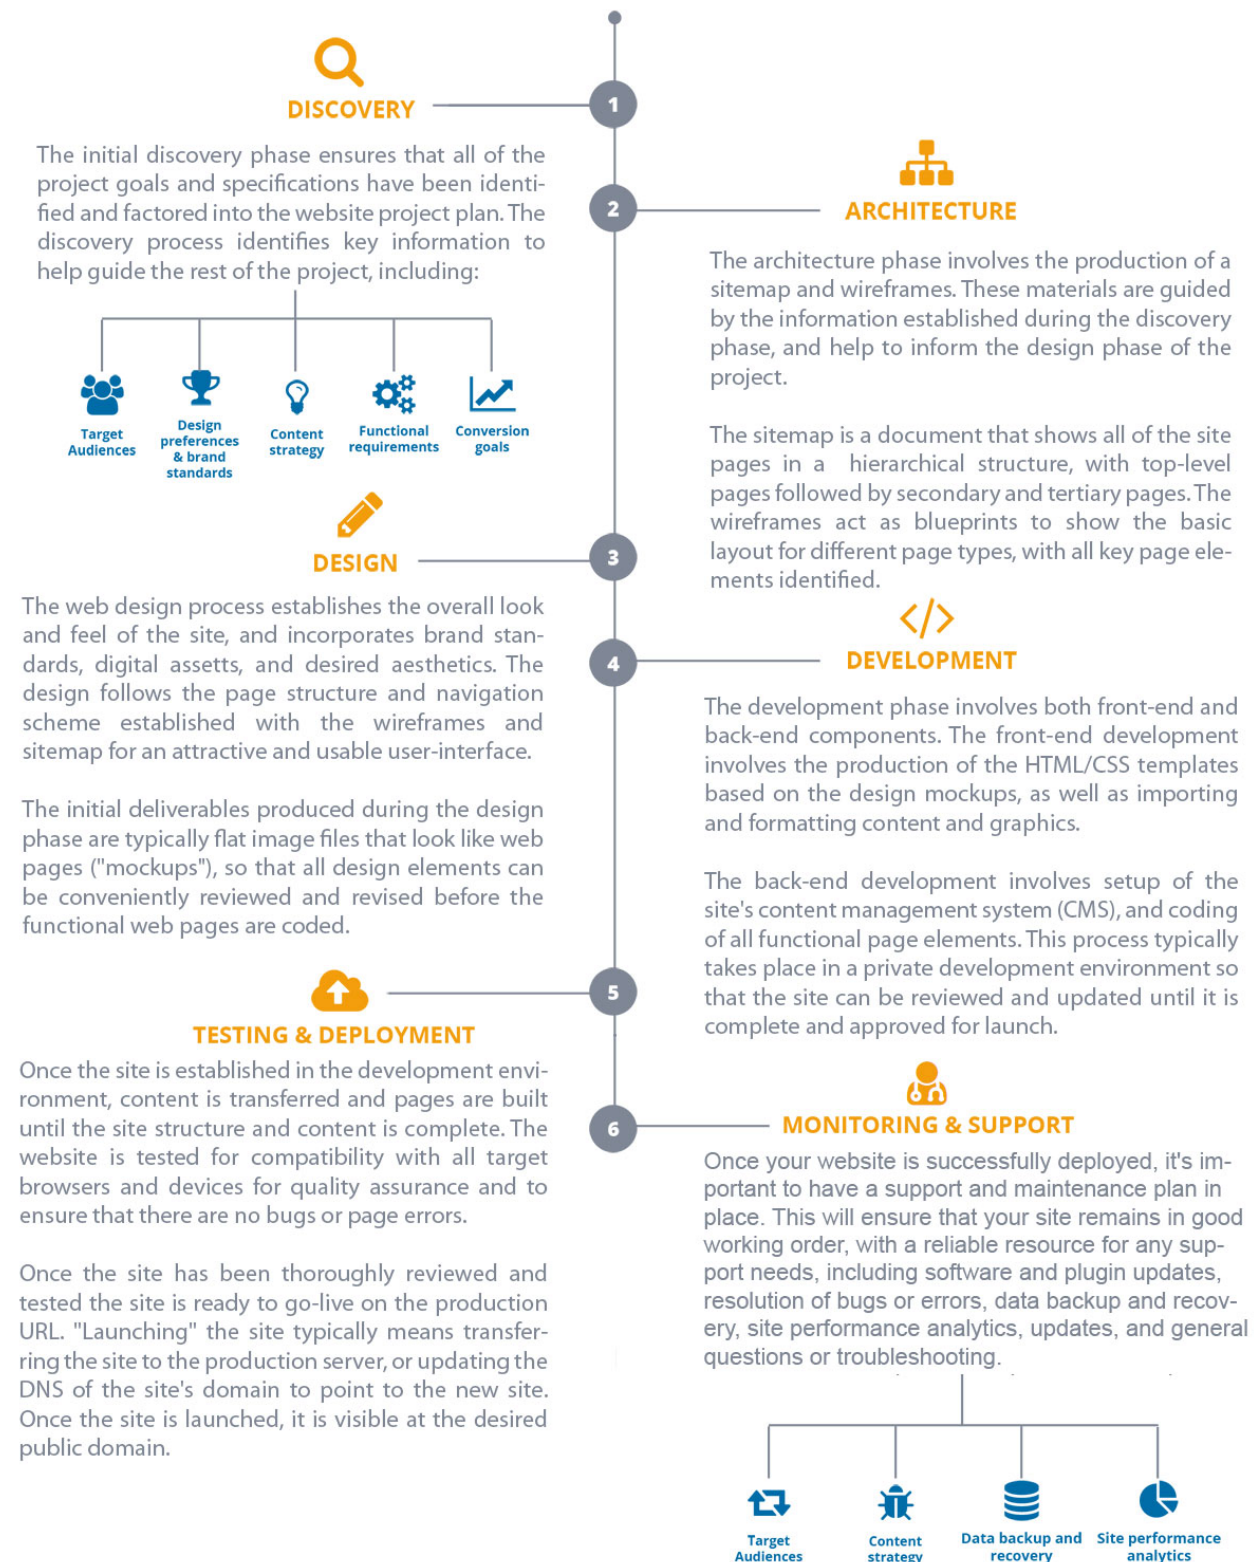 1
DISCOVERY
The initial discovery phase ensures that all of the
project goals and specifications have been identi-
fied and factored into the website project plan. The
discovery process identifies key information to
help guide the rest of the project, including:
Target
Audiences
Design
preferences
& brand
standards
Content
strategy
Functional
requirements
Conversion
goals
2
ARCHITECTURE
The architecture phase involves the production of a
sitemap and wireframes. These materials are guided
by the information established during the discovery
phase, and help to inform the design phase of the
project.
The sitemap is a document that shows all of the site
pages in a hierarchical structure, with top-level
pages followed by secondary and tertiary pages. The
wireframes act as blueprints to show the basic
layout for different page types, with all key page ele-
ments identified.
3
DESIGN
The web design process establishes the overall look
and feel of the site, and incorporates brand stan-
dards, digital assetts, and desired aesthetics. The
design follows the page structure and navigation
scheme established with the wireframes and
sitemap for an attractive and usable user-interface.
The initial deliverables produced during the design
phase are typically flat image files that look like web
pages ("mockups"), so that all design elements can
be conveniently reviewed and revised before the
functional web pages are coded.
4
DEVELOPMENT
The development phase involves both front-end and
back-end components. The front-end development
involves the production of the HTML/CSS templates
based on the design mockups, as well as importing
and formatting content and graphics.
The back-end development involves setup of the
site's content management system (CMS), and coding
of all functional page elements. This process typically
takes place in a private development environment so
that the site can be reviewed and updated until it is
complete and approved for launch.
5
TESTING & DEPLOYMENT
Once the site is established in the development envi-
ronment, content is transferred and pages are built
until the site structure and content is complete. The
website is tested for compatibility with all target
browsers and devices for quality assurance and to
ensure that there are no bugs or page errors.
Once the site has been thoroughly reviewed and
tested the site is ready to go-live on the production
URL. "Launching" the site typically means transfer-
ring the site to the production server, or updating the
DNS of the site's domain to point to the new site.
Once the site is launched, it is visible at the desired
public domain.
6
MONITORING & SUPPORT
Once your website is successfully deployed, it's im-
portant to have a support and maintenance plan in
place. This will ensure that your site remains in good
working order, with a reliable resource for any sup-
port needs, including software and plugin updates,
resolution of bugs or errors, data backup and recov-
ery, site performance analytics, updates, and general
questions or troubleshooting.
Target
Audiences
Content
strategy
Data backup and
recovery
Site performance
analytics